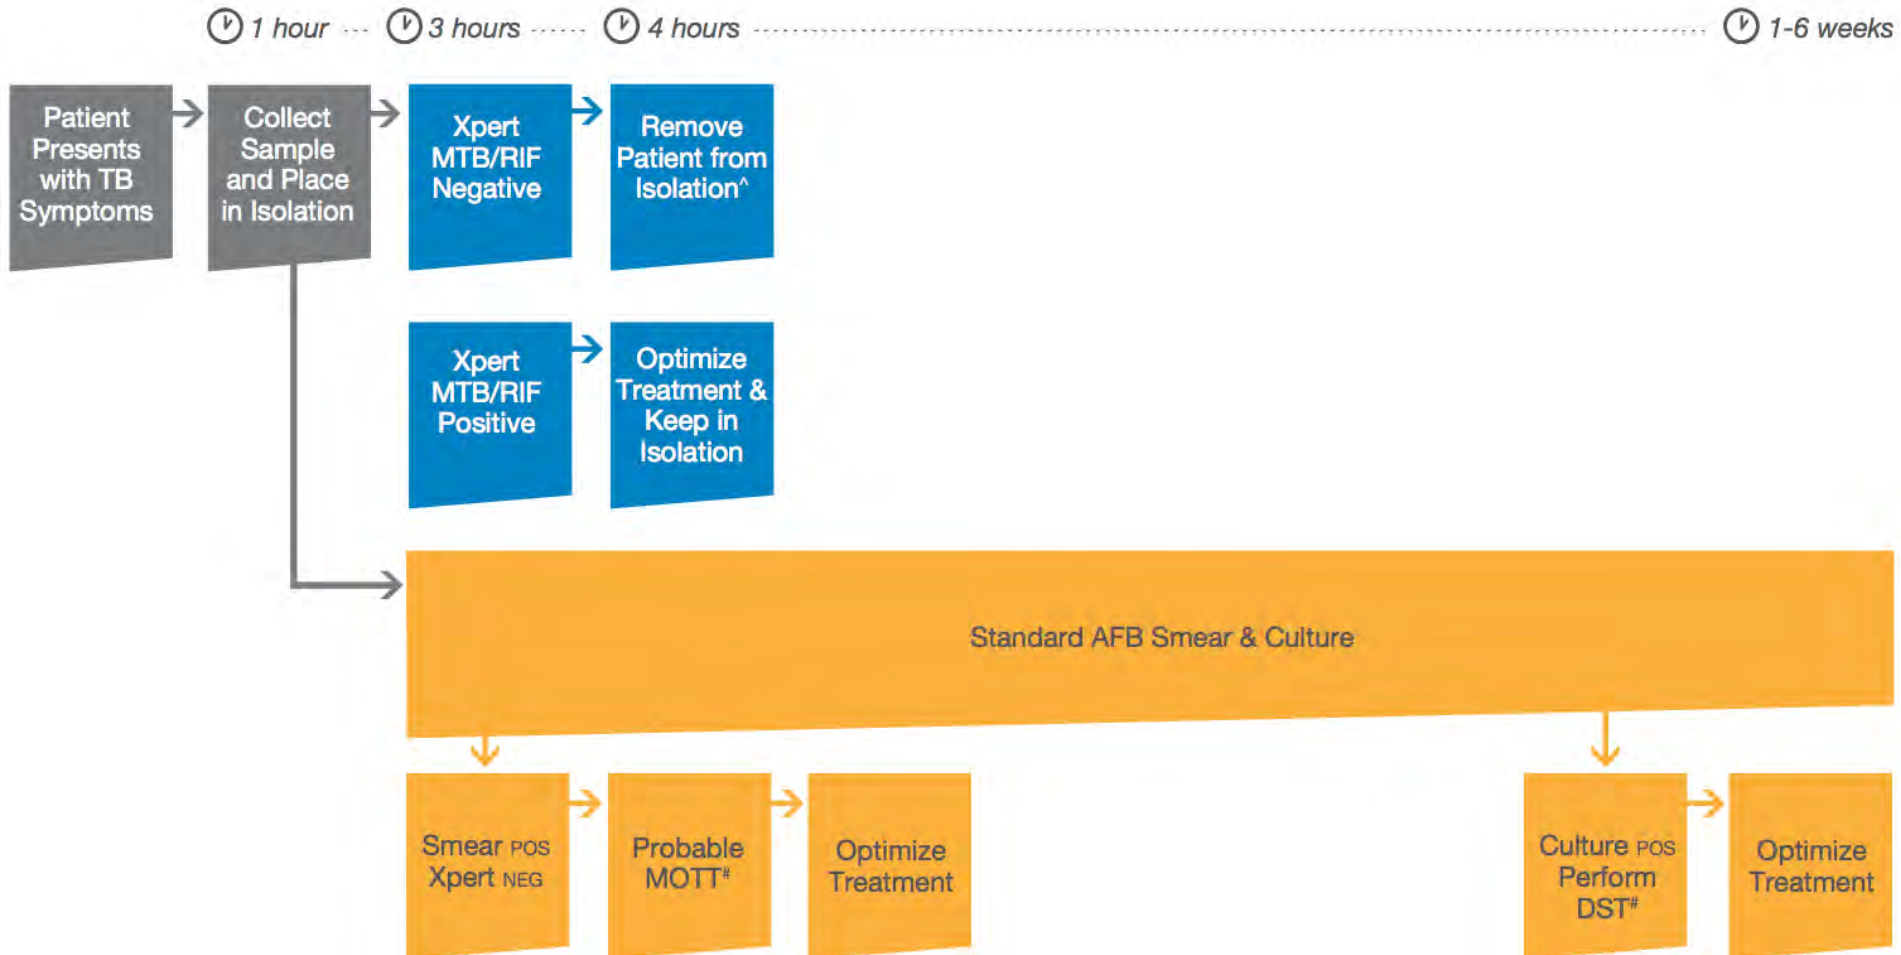 1 hour
3 hours
4 hours
1-6 weeks
Patient
Presents
with TB
Symptoms
Collect
Sample
and Place
in Isolation
Xpert
MTB/RIF
Negative
Remove
Patient from
Isolation^
Xpert
MTB/RIF
Positive
Optimize
Treatment &
Keep in
Isolation
Standard AFB Smear & Culture
Smear POS
Xpert NEG
Probable
MOTT#
Optimize
Treatment
Culture POS
Perform
DST#
Optimize
Treatment